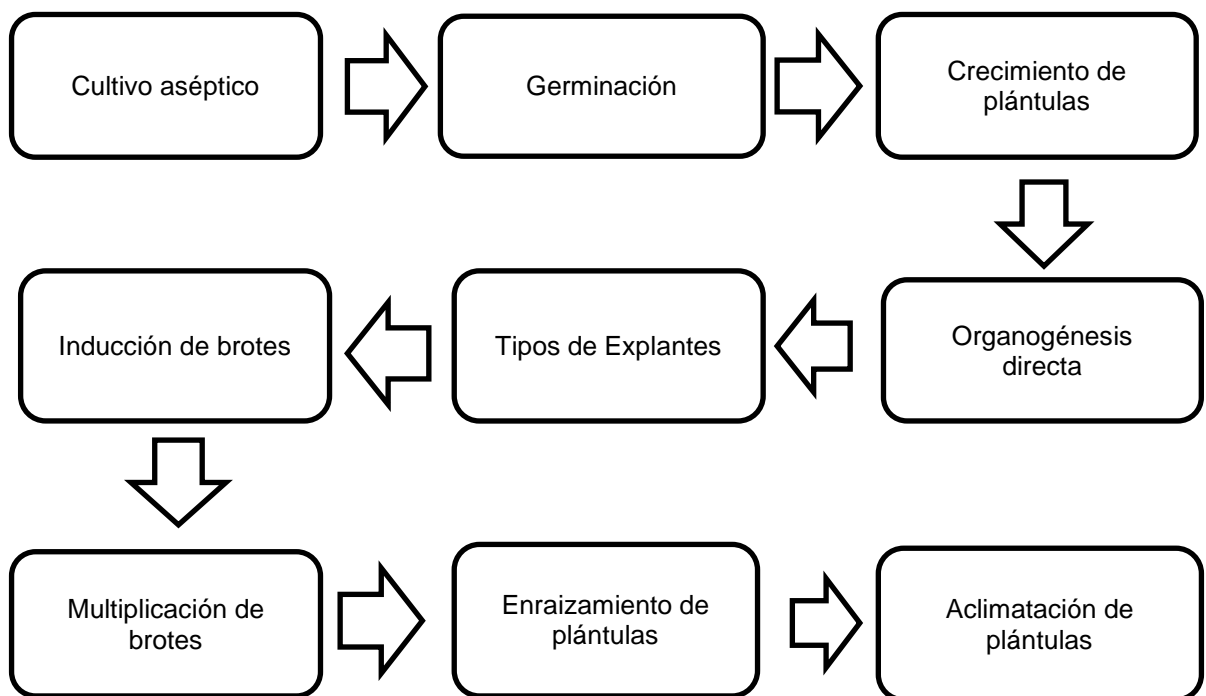 Cultivo aséptico
Germinación
Crecimiento de
plántulas
Organogénesis
directa
Tipos de Explantes
Inducción de brotes
Multiplicación de
brotes
Enraizamiento de
plántulas
Aclimatación de
plántulas